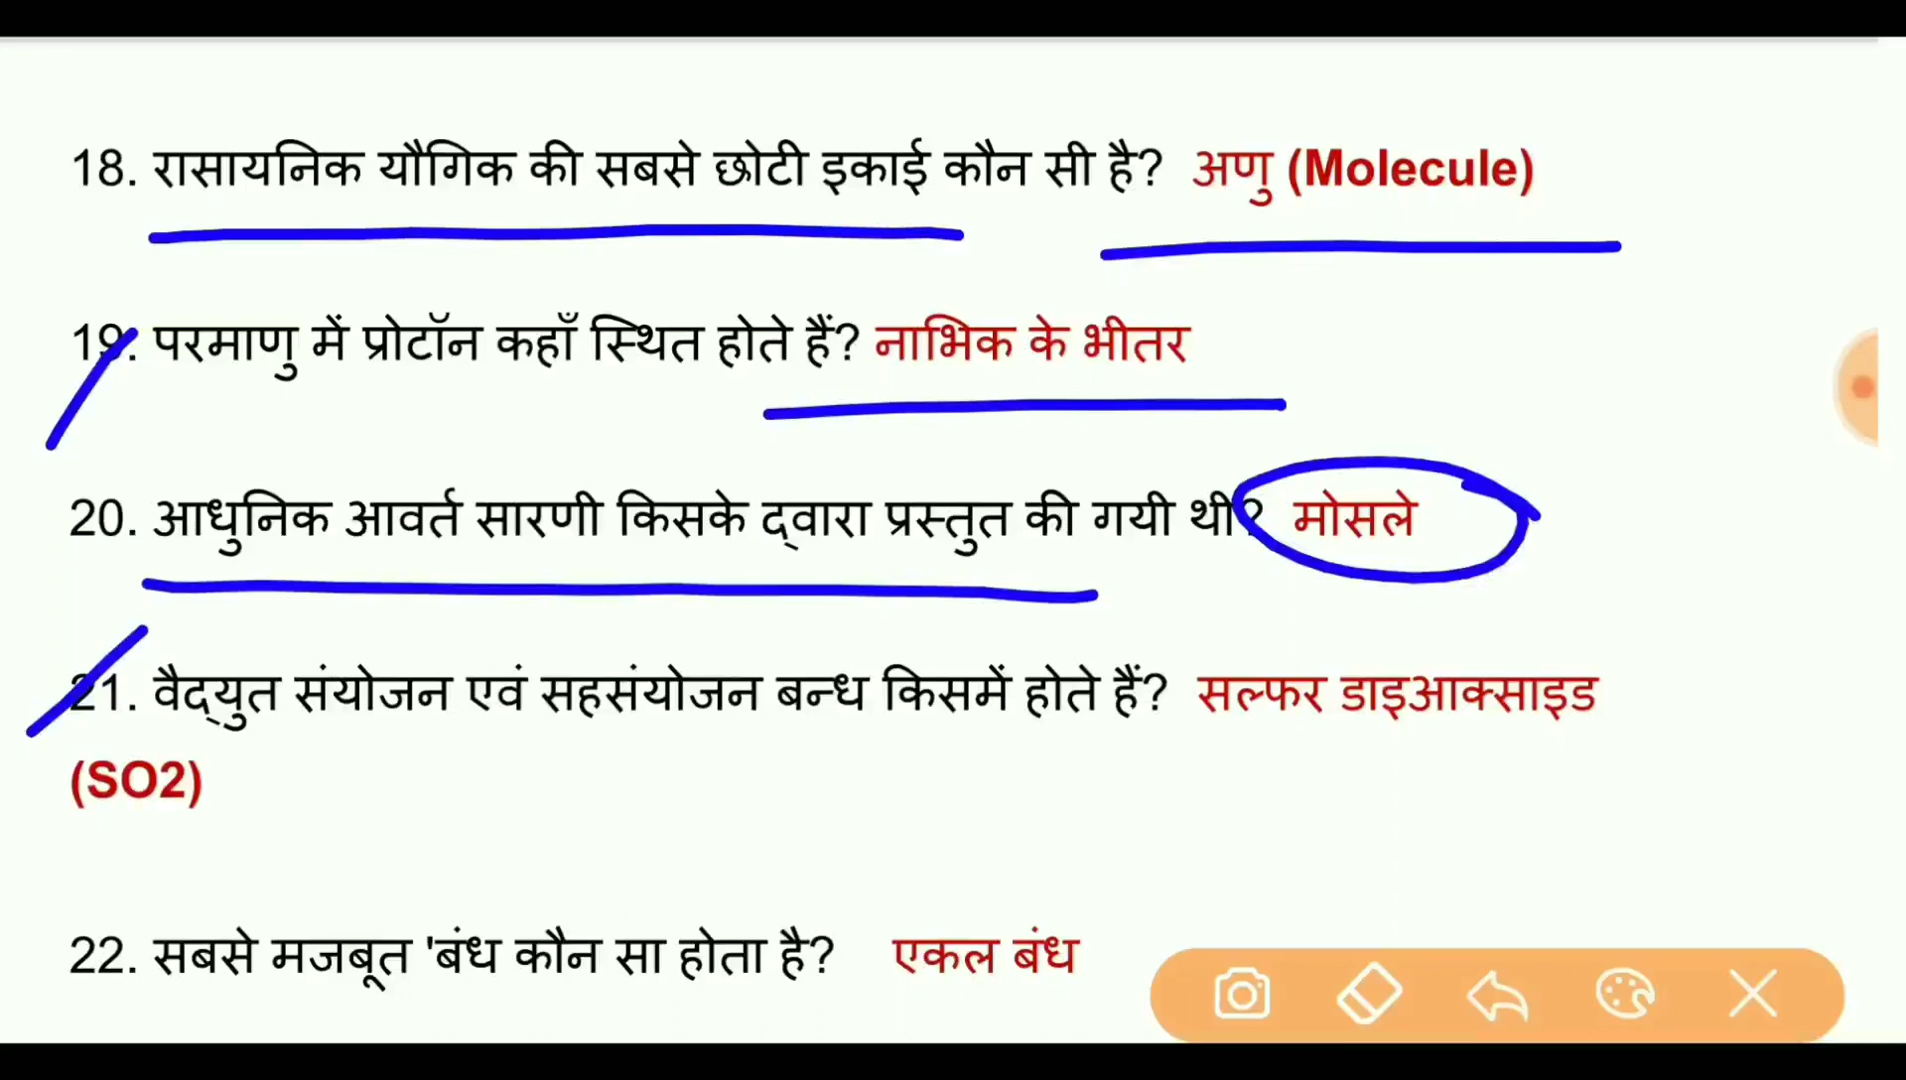 18. रासायनिक यौगिक की सबसे छोटी इकाई कौन सी है? अणु (Molecule)
19. परमाणु में प्रोटॉन कहाँ स्थित होते हैं? नाभिक के भीतर
20. आधुनिक आवर्त सारणी किसके द्वारा प्रस्तुत की गयी थी? मोसले
21. वैद्युत संयोजन एवं सहसंयोजन बन्ध किसमें होते हैं? सल्फर डाइआक्साइड
(SO2)
22. सबसे मजबूत 'बंध कौन सा होता है? एकल बंध